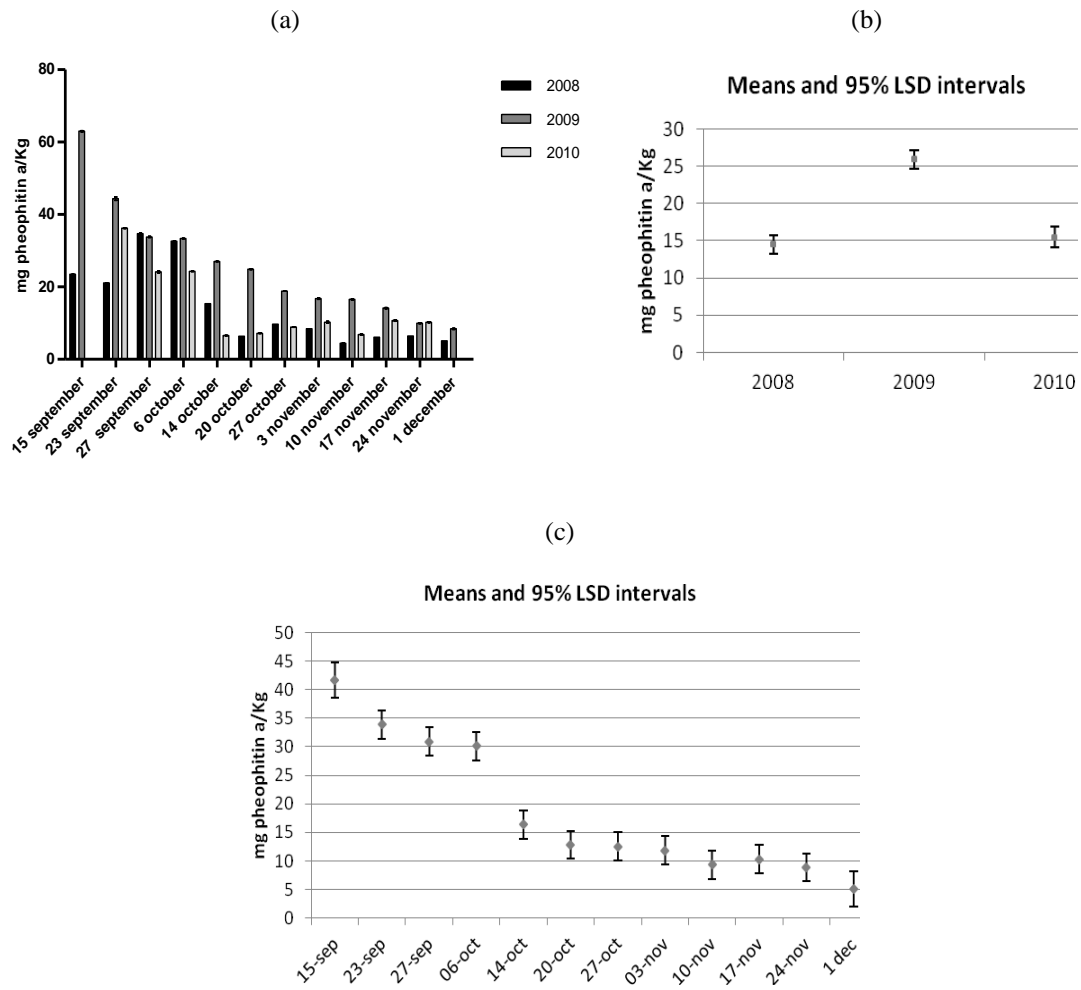 (a)
80
60
40
20
0
mg pheophitin a/Kg
2008
2009
2010
15 september
23 september
27 september
6 october
14 october
20 october
27 october
3 november
10 november
17 november
24 november
1 december
(b)
Means and 95% LSD intervals
30
25
20
15
10
5
0
mg pheophitin a/Kg
2008
2009
2010
(c)
Means and 95% LSD intervals
50
45
40
35
30
25
20
15
10
5
0
mg pheophitin a/Kg
15-sep
23-sep
27-sep
06-oct
14-oct
20-oct
27-oct
03-nov
10-nov
17-nov
24-nov
1 dec